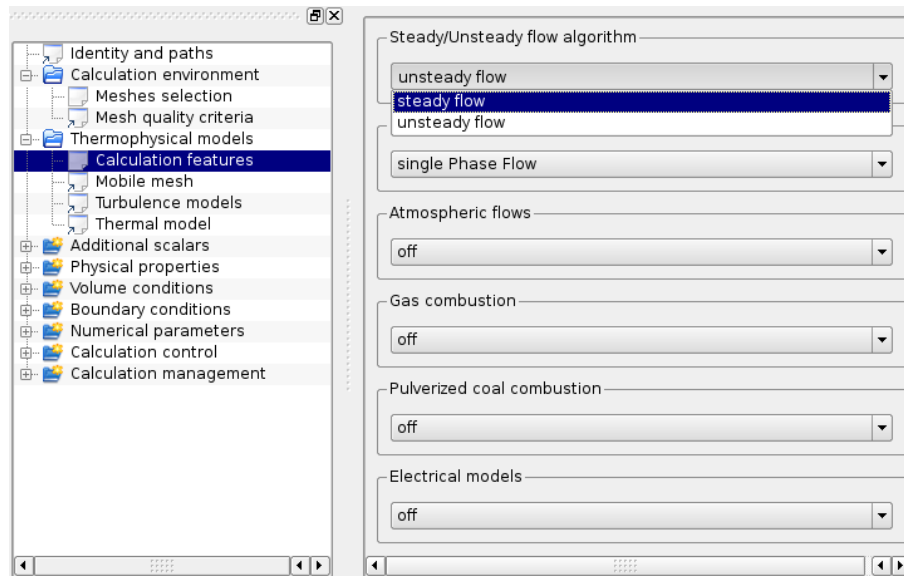 Identity and paths
Calculation environment
Meshes selection
Mesh quality criteria
Thermophysical models
Calculation features
Mobile mesh
Turbulence models
Thermal model
Additional scalars
Physical properties
Volume conditions
Boundary conditions
Numerical parameters
Calculation control
Calculation management
Steady/Unsteady flow algorithm
unsteady flow
steady flow
unsteady flow
single Phase Flow
Atmospheric flows
off
Gas combustion
off
Pulverized coal combustion
off
Electrical models
off